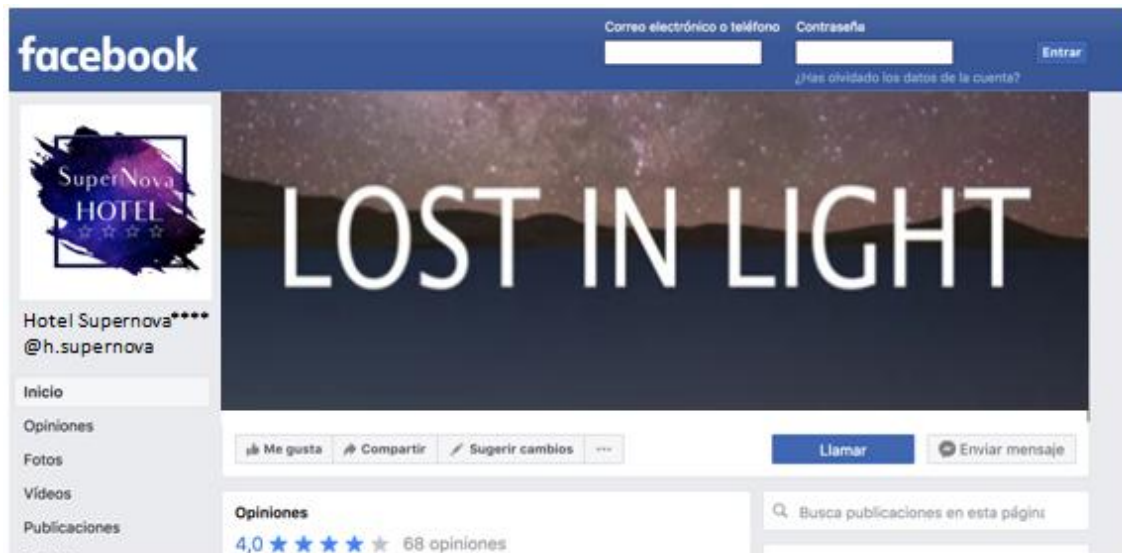 Correo electrónico o teléfono Contraseña
facebook
Entrar
¿Has olvidado los datos de la cuenta?
SuperNova
HOTEL
☆ ☆ ☆ ☆
LOST IN LIGHT
Hotel Supernova****
@h.supernova
Inicio
Opiniones
Fotos
Vídeos
Publicaciones
Me gusta Compartir Sugerir cambios ...
Llamar Enviar mensaje
Opiniones
4,0 ★ ★ ★ ★ ★ 68 opiniones
Busca publicaciones en esta página